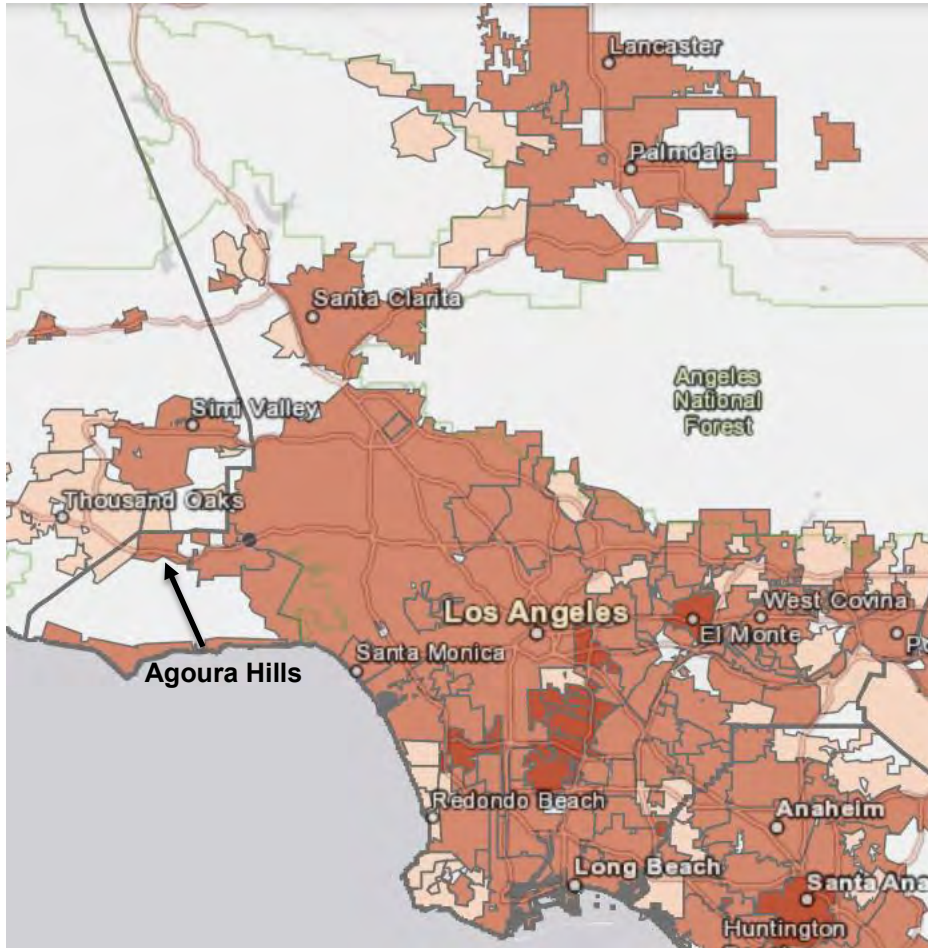 Lancaster
Palmdale
Santa Clarita
Angeles
National
Forest
Simi Valley
Thousand Oaks
Los Angeles
West Covina
El Monte
Po
Santa Monica
Agoura Hills
Redondo Beach
Anaheim
Long Beach
Santa Ana
Huntington